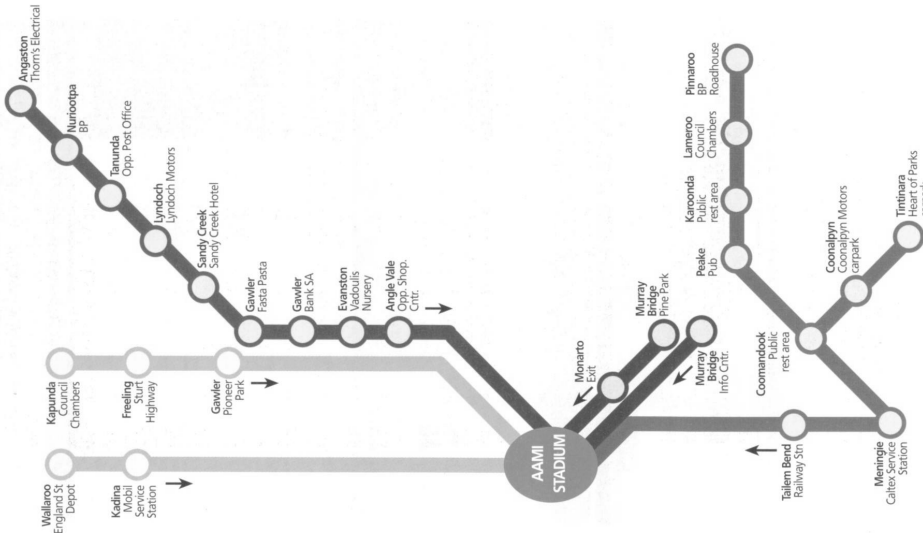 Angaston
Thorn's Electrical
Nuriootpa
BP
Tanunda
Opp. Post Office
Lyndoch
Lyndoch Motors
Sandy Creek
Sandy Creek Hotel
Gawler
Fasta Pasta
Gawler
Bank SA
Evanston
Vadoulis
Nursery
Angle Vale
Opp. Shop.
Cntr.
Kapunda
Council
Chambers
Freeling
Sturt
Highway
Gawler
Pioneer
Park
Wallaroo
England St
Depot
Kadina
Mobil
Service
Station
AAMI
STADIUM
Monarto
Exit
Murray
Bridge
Pine Park
Murray
Bridge
Info Cntr.
Pinnaroo
BP
Roadhouse
Lameroo
Council
Chambers
Karoonda
Public
rest area
Peake
Pub
Coomandook
Public
rest area
Coonalpyn
Coonalpyn Motors
carpark
Tintinara
Heart of Parks
Tailem Bend
Railway Stn
Meningie
Caltex Service
Station